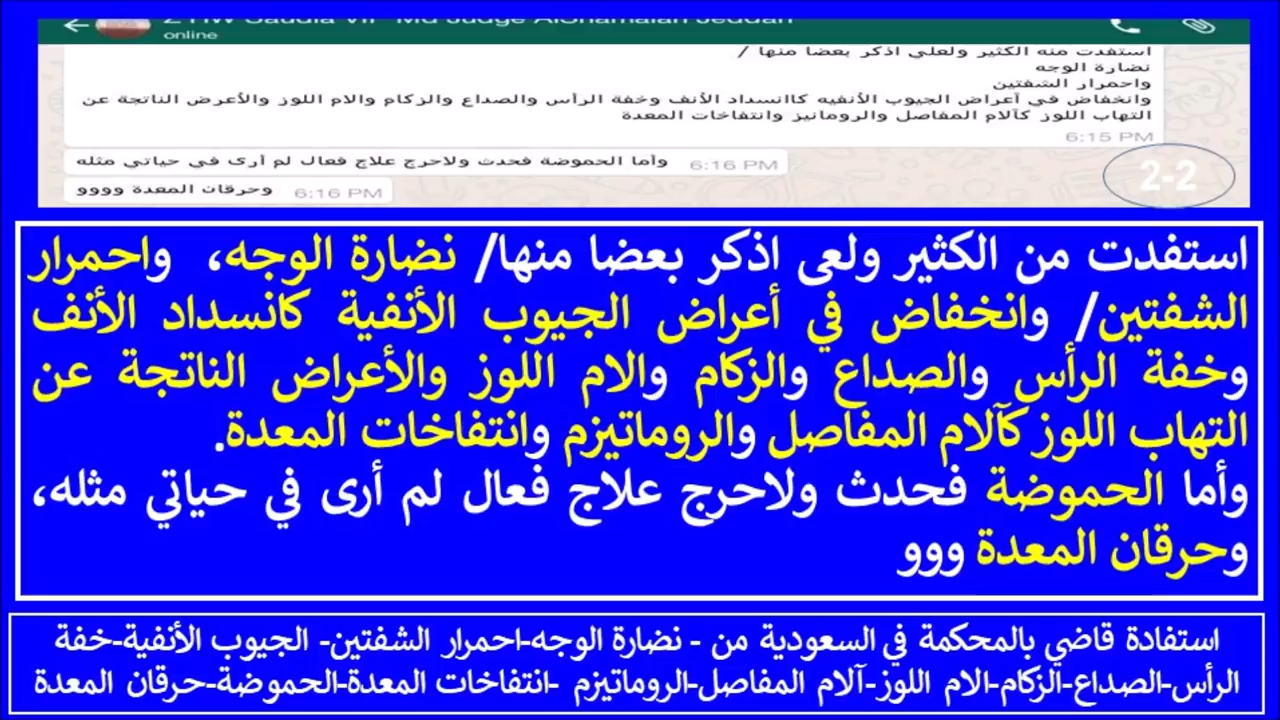 online
استفدت منه الكثير ولعلي اذكر بعضا منها /
نضارة الوجه
واحمرار الشفتين
وانخفاض في أعراض الجيوب الأنفيه كاانسداد الأنف وخفة الرأس والصداع والزكام والام اللوز والأعرض الناتجة عن
التهاب اللوز كآلام المفاصل والرومانيز وانتفاخات المعدة
6:15 PM
وأما الحموضة فحدث ولاحرج علاج فعال لم أرى في حياتي مثله 6:16 PM
وحرقات المعدة وووو 6:16 PM
2-2
استفدت من الكثير ولعى اذكر بعضا منها/ نضارة الوجه، واحمرار
الشفتين/ وانخفاض في أعراض الجيوب الأنفية كانسداد الأنف
وخفة الرأس والصداع والزكام والام اللوز والأعراض الناتجة عن
التهاب اللوز كآلام المفاصل والروماتيزم وانتفاخات المعدة.
وأما الحموضة فحدث ولاحرج علاج فعال لم أرى في حياتي مثله،
وحرقان المعدة ووو
استفادة قاضي بالمحكمة في السعودية من - نضارة الوجه-احمرار الشفتين- الجيوب الأنفية-خفة
الرأس-الصداع-الزكام-الام اللوز-آلام المفاصل-الروماتيزم -انتفاخات المعدة-الحموضة-حرقان المعدة